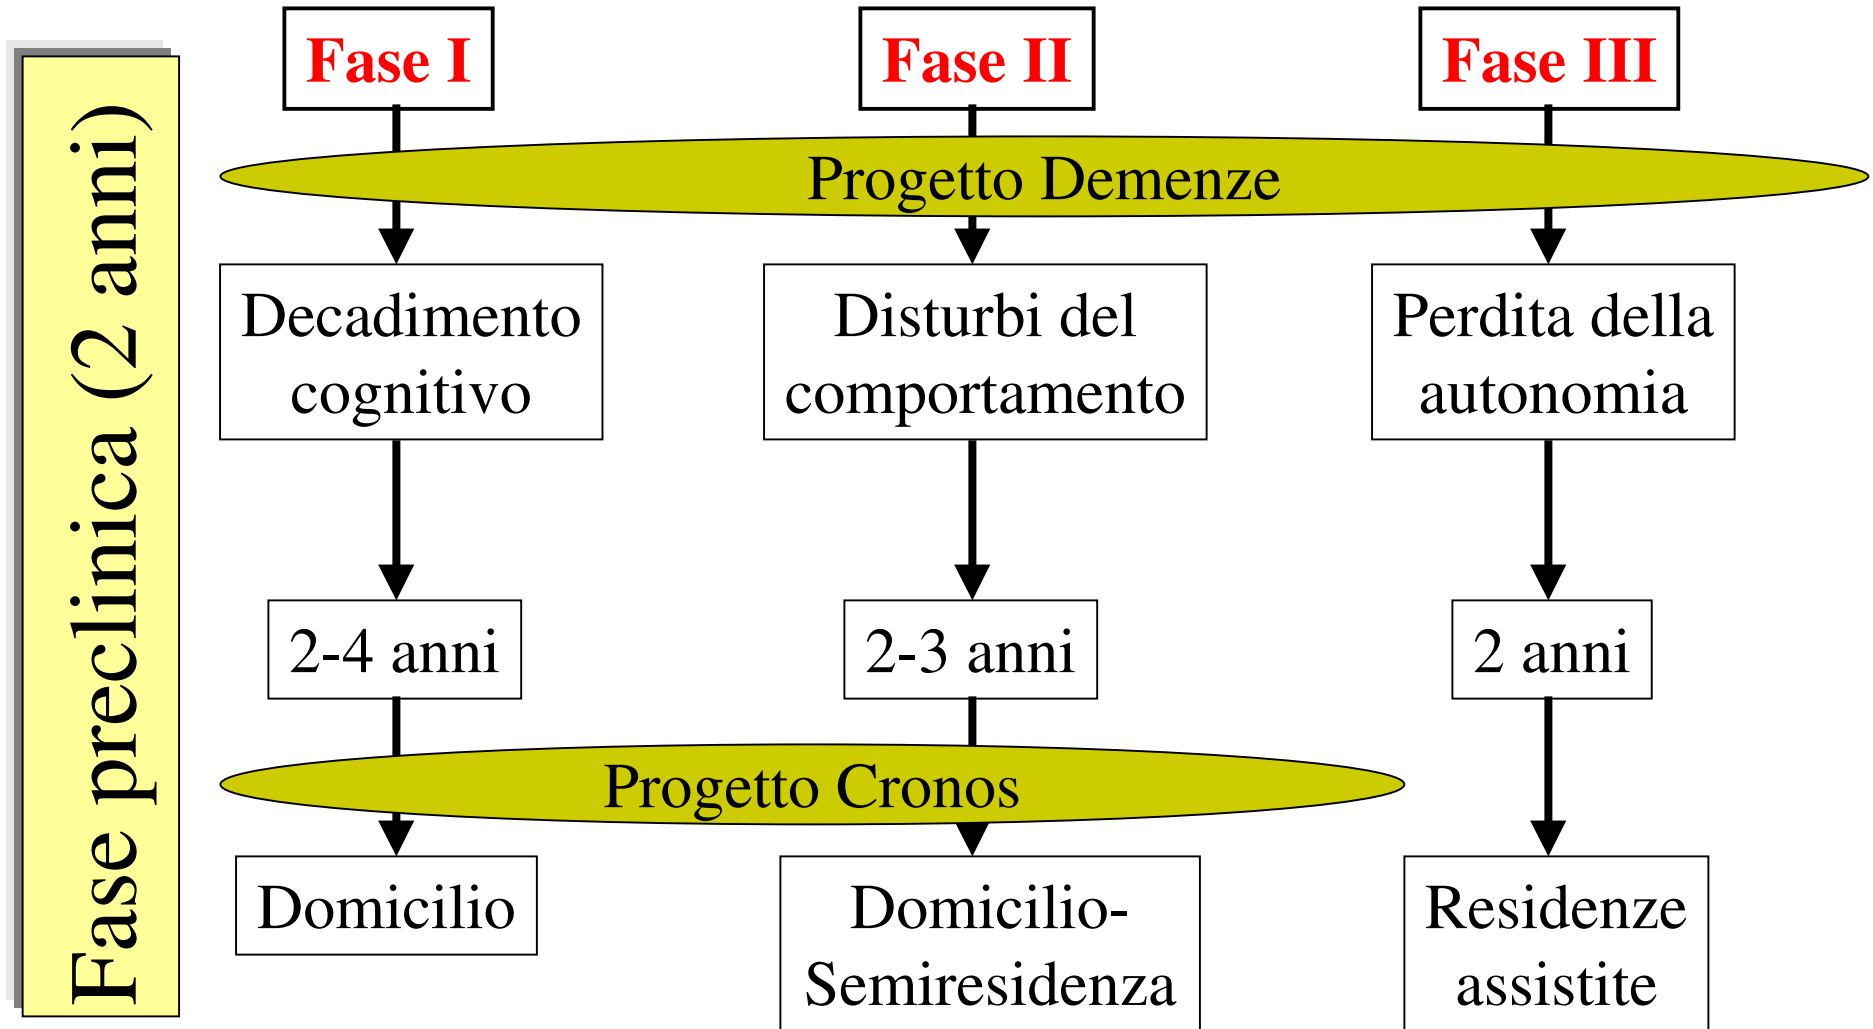 Fase preclinica (2 anni)
Fase I
Fase II
Fase III
Progetto Demenze
Decadimento
cognitivo
Disturbi del
comportamento
Perdita della
autonomia
2-4 anni
2-3 anni
2 anni
Progetto Cronos
Domicilio
Domicilio-
Semiresidenza
Residenze
assistite